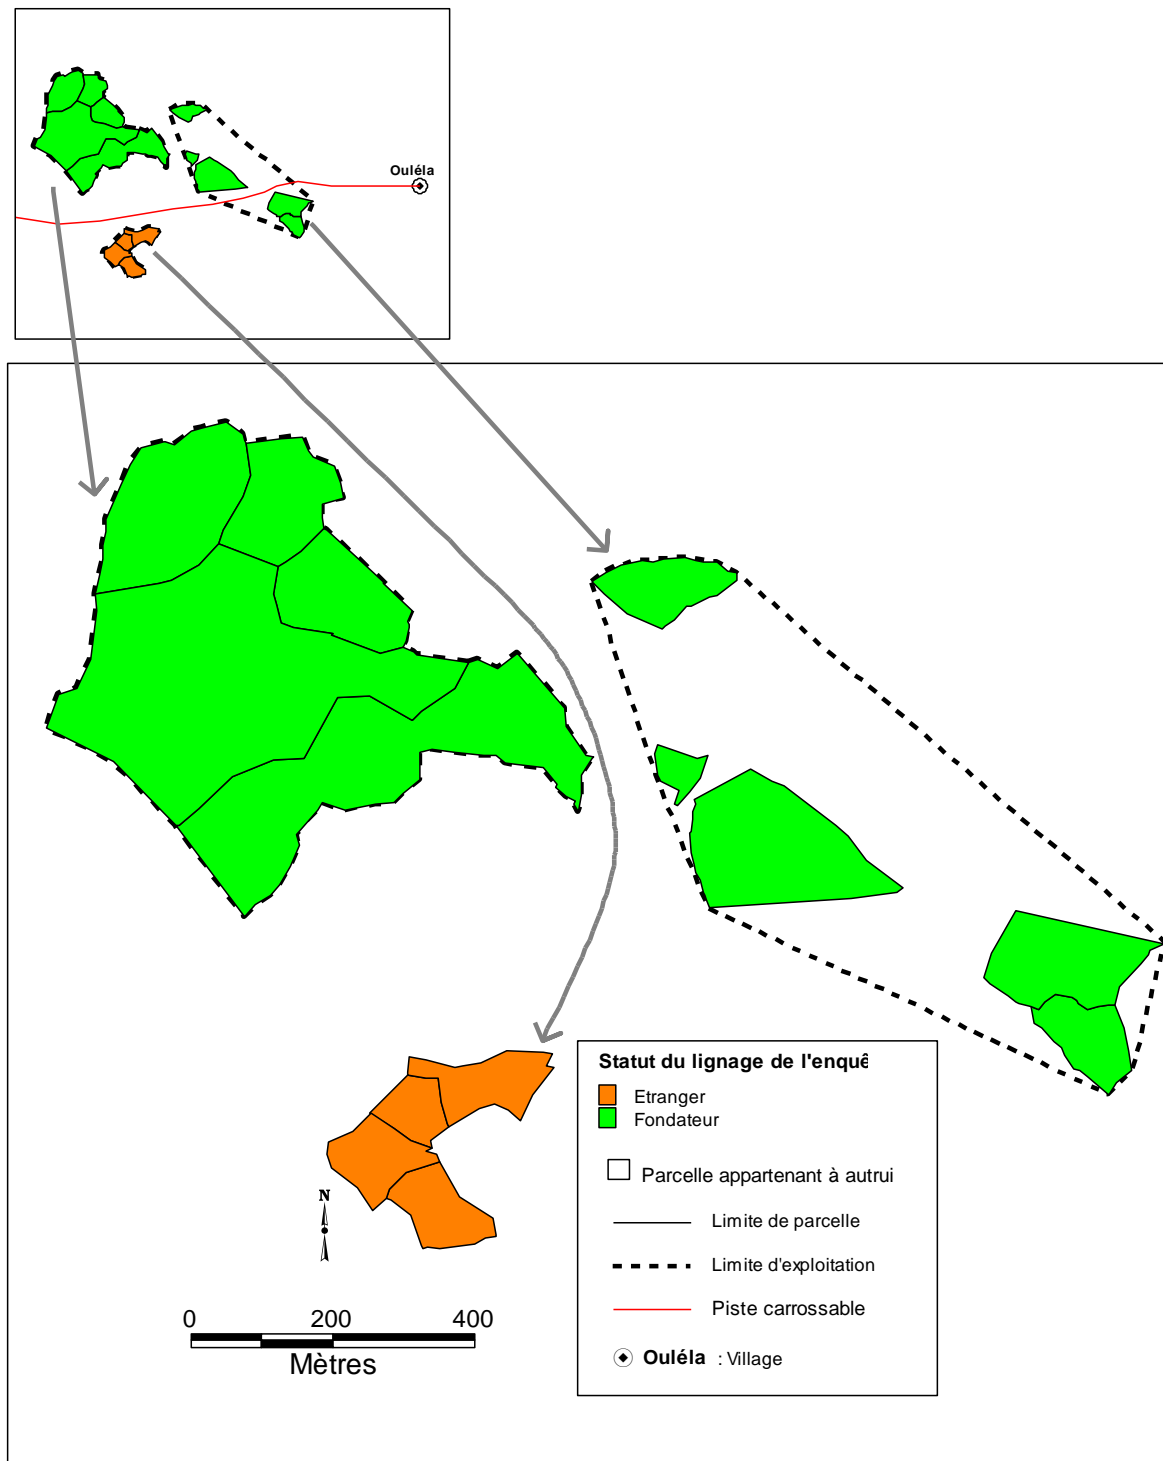 Ouléla
Statut du lignage de l'enquê
Etranger
Fondateur
Parcelle appartenant à autrui
N
Limite de parcelle
Limite d'exploitation
Piste carrossable
0 200 400
Mètres
Ouléla : Village